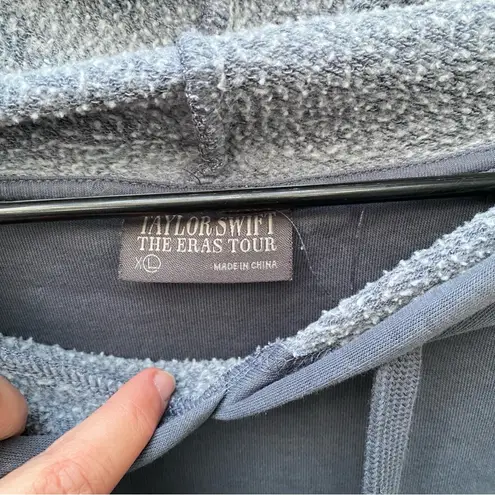 TAYLOR SWIFT
THE ERAS TOUR
XL MADE IN CHINA